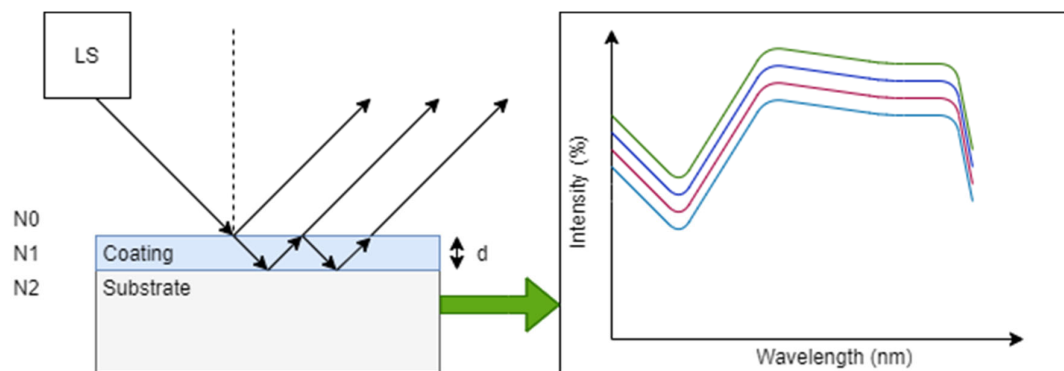 LS
N0
N1
Coating
d
N2
Substrate
Intensity (%)
Wavelength (nm)